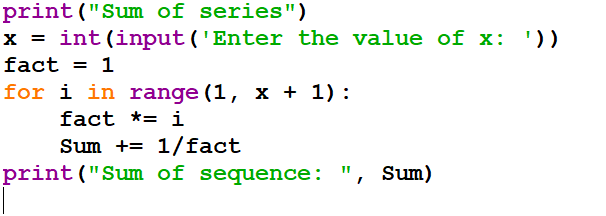 print("Sum of series")
x = int(input('Enter the value of x: '))
fact = 1
for i in range(1, x + 1):
    fact *= i
    Sum += 1/fact
print("Sum of sequence: ", Sum)